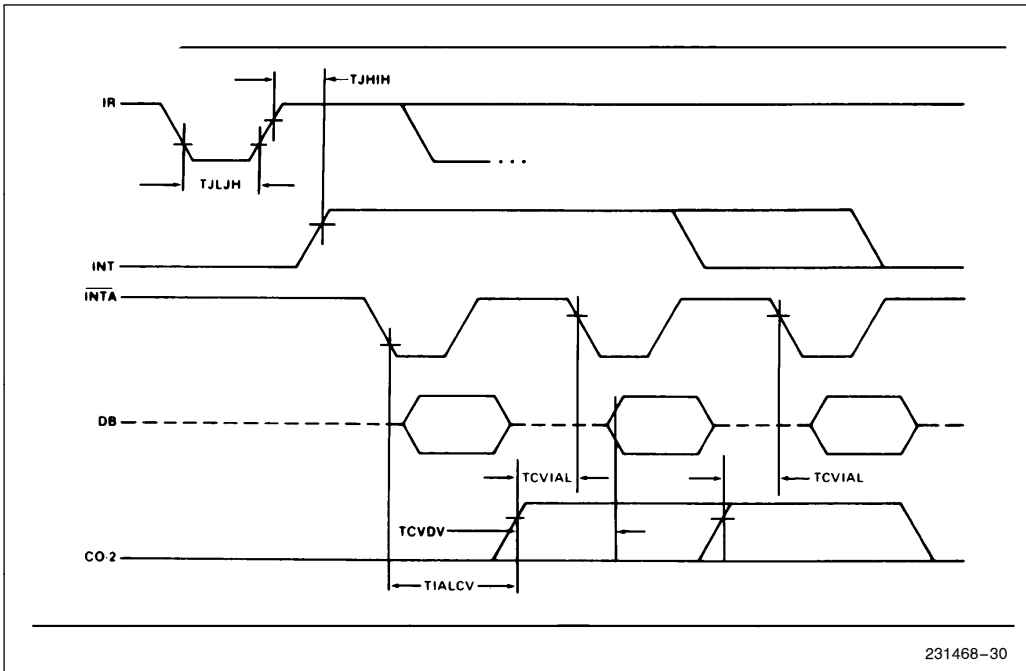 TJHIH
IR
TJLJH
...
INT
INTA
DB
TCVIAL
TCVIAL
TCVDV
CO-2
TIALCV
231468-30